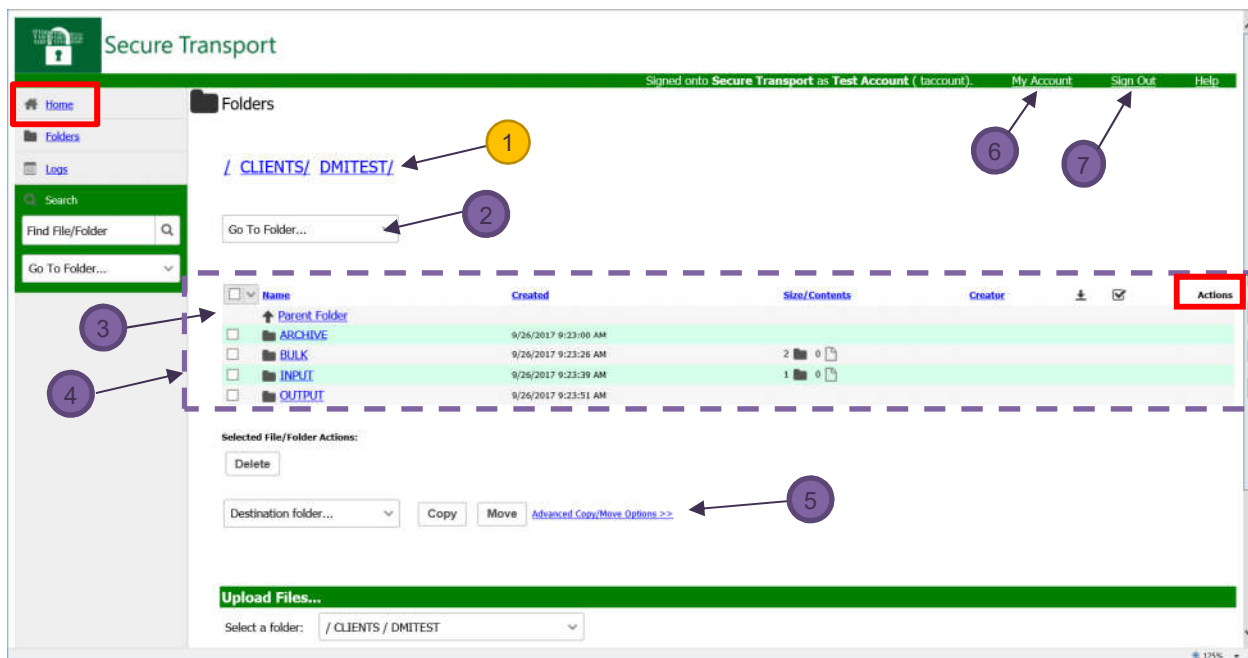 Secure Transport
Signed onto Secure Transport as Test Account ( taccount). My Account Sign Out Help
Home
Folders
Logs
Search
Find File/Folder
Go To Folder...
Folders
/ CLIENTS/ DMITEST/
1
Go To Folder...
2
6
7
Name Created Size/Contents Creator Actions
Parent Folder
3
ARCHIVE 9/26/2017 9:23:00 AM
BULK 9/26/2017 9:23:26 AM 2 0
INPUT 9/26/2017 9:23:39 AM 1 0
4
OUTPUT 9/26/2017 9:23:51 AM
Selected File/Folder Actions:
Delete
Destination folder... Copy Move Advanced Copy/Move Options >>
5
Upload Files...
Select a folder: / CLIENTS / DMITEST
125%